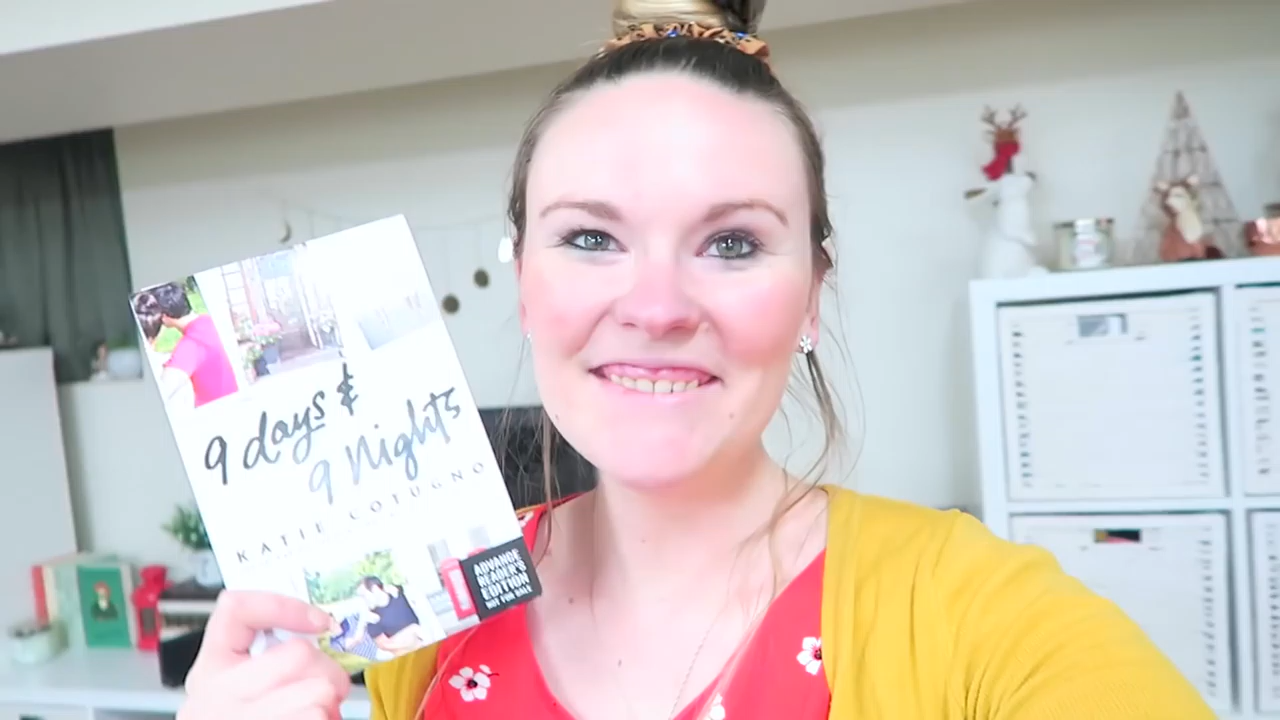 9 days &
9 Nights
KATIE COTUGNO
ADVANCE
READER'S
EDITION
NOT FOR SALE